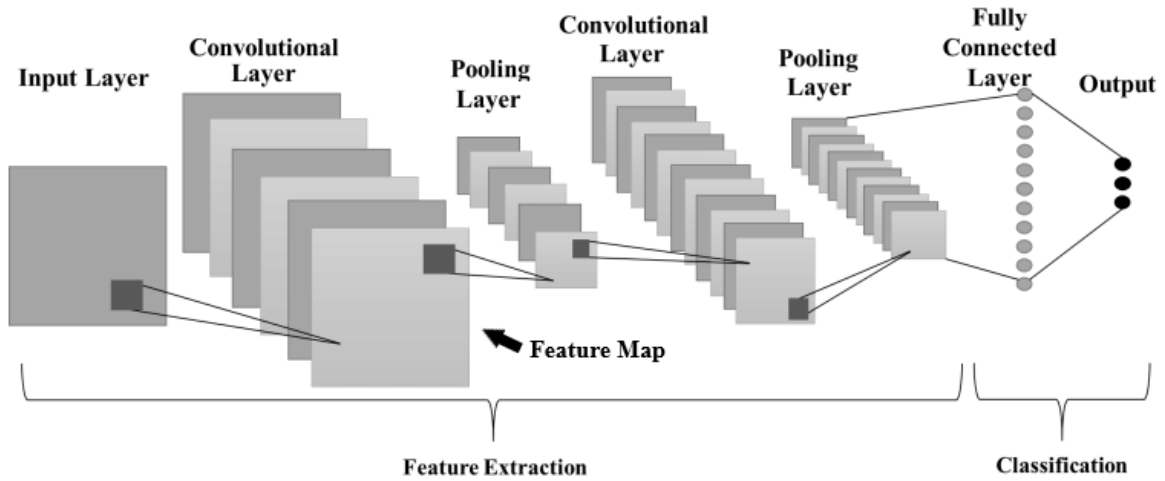 Input Layer
Convolutional
Layer
Pooling
Layer
Convolutional
Layer
Pooling
Layer
Fully
Connected
Layer
Output
Feature Map
Feature Extraction
Classification